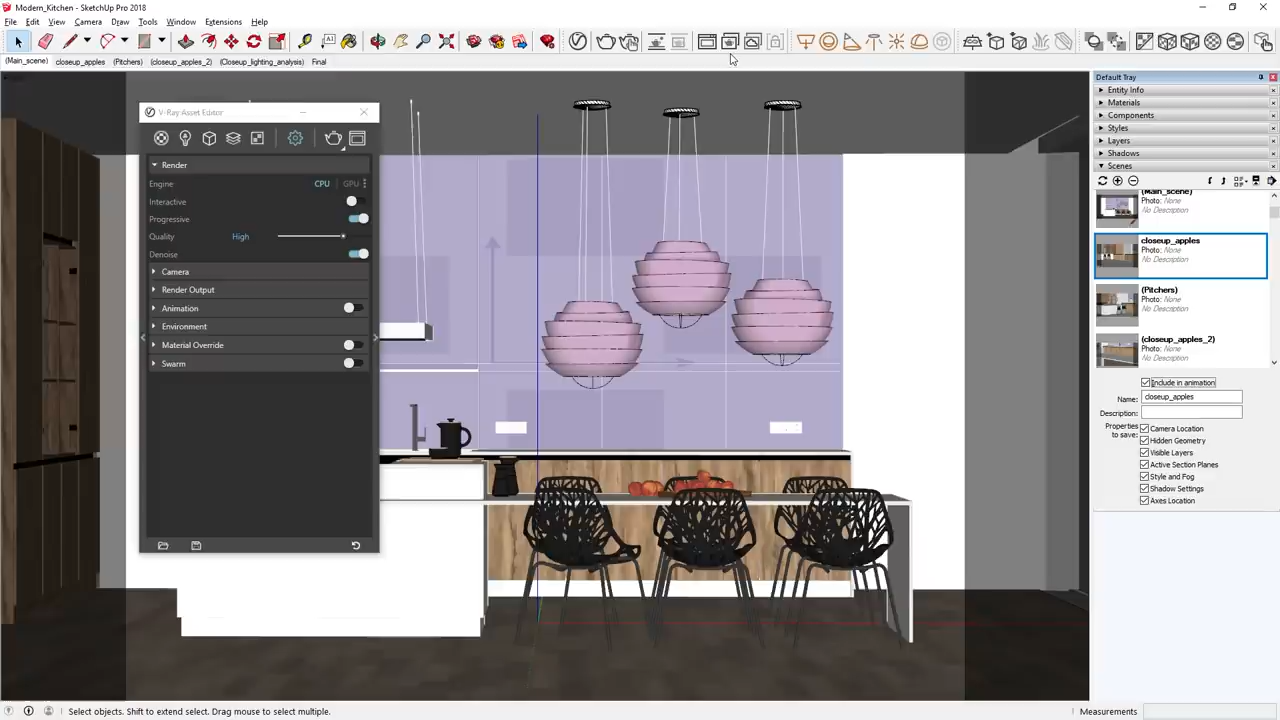 Modern_Kitchen - SketchUp Pro 2018
File Edit View Camera Draw Tools Window Extensions Help
(Main_scene) closeup_apples (Pitchers) (closeup_apples_2) (Closeup_lighting_analysis) Final
V-Ray Asset Editor
Render
Engine CPU GPU
Interactive
Progressive
Quality High
Denoise
Camera
Render Output
Animation
Environment
Material Override
Swarm
Default Tray
Entity Info
Materials
Components
Styles
Layers
Shadows
Scenes
(Main_scene)
Photo: None
No Description
closeup_apples
Photo: None
No Description
(Pitchers)
Photo: None
No Description
(closeup_apples_2)
Photo: None
No Description
Include in animation
Name: closeup_apples
Description:
Properties to save:
Camera Location
Hidden Geometry
Visible Layers
Active Section Planes
Style and Fog
Shadow Settings
Axes Location
Select objects. Shift to extend select. Drag mouse to select multiple.
Measurements